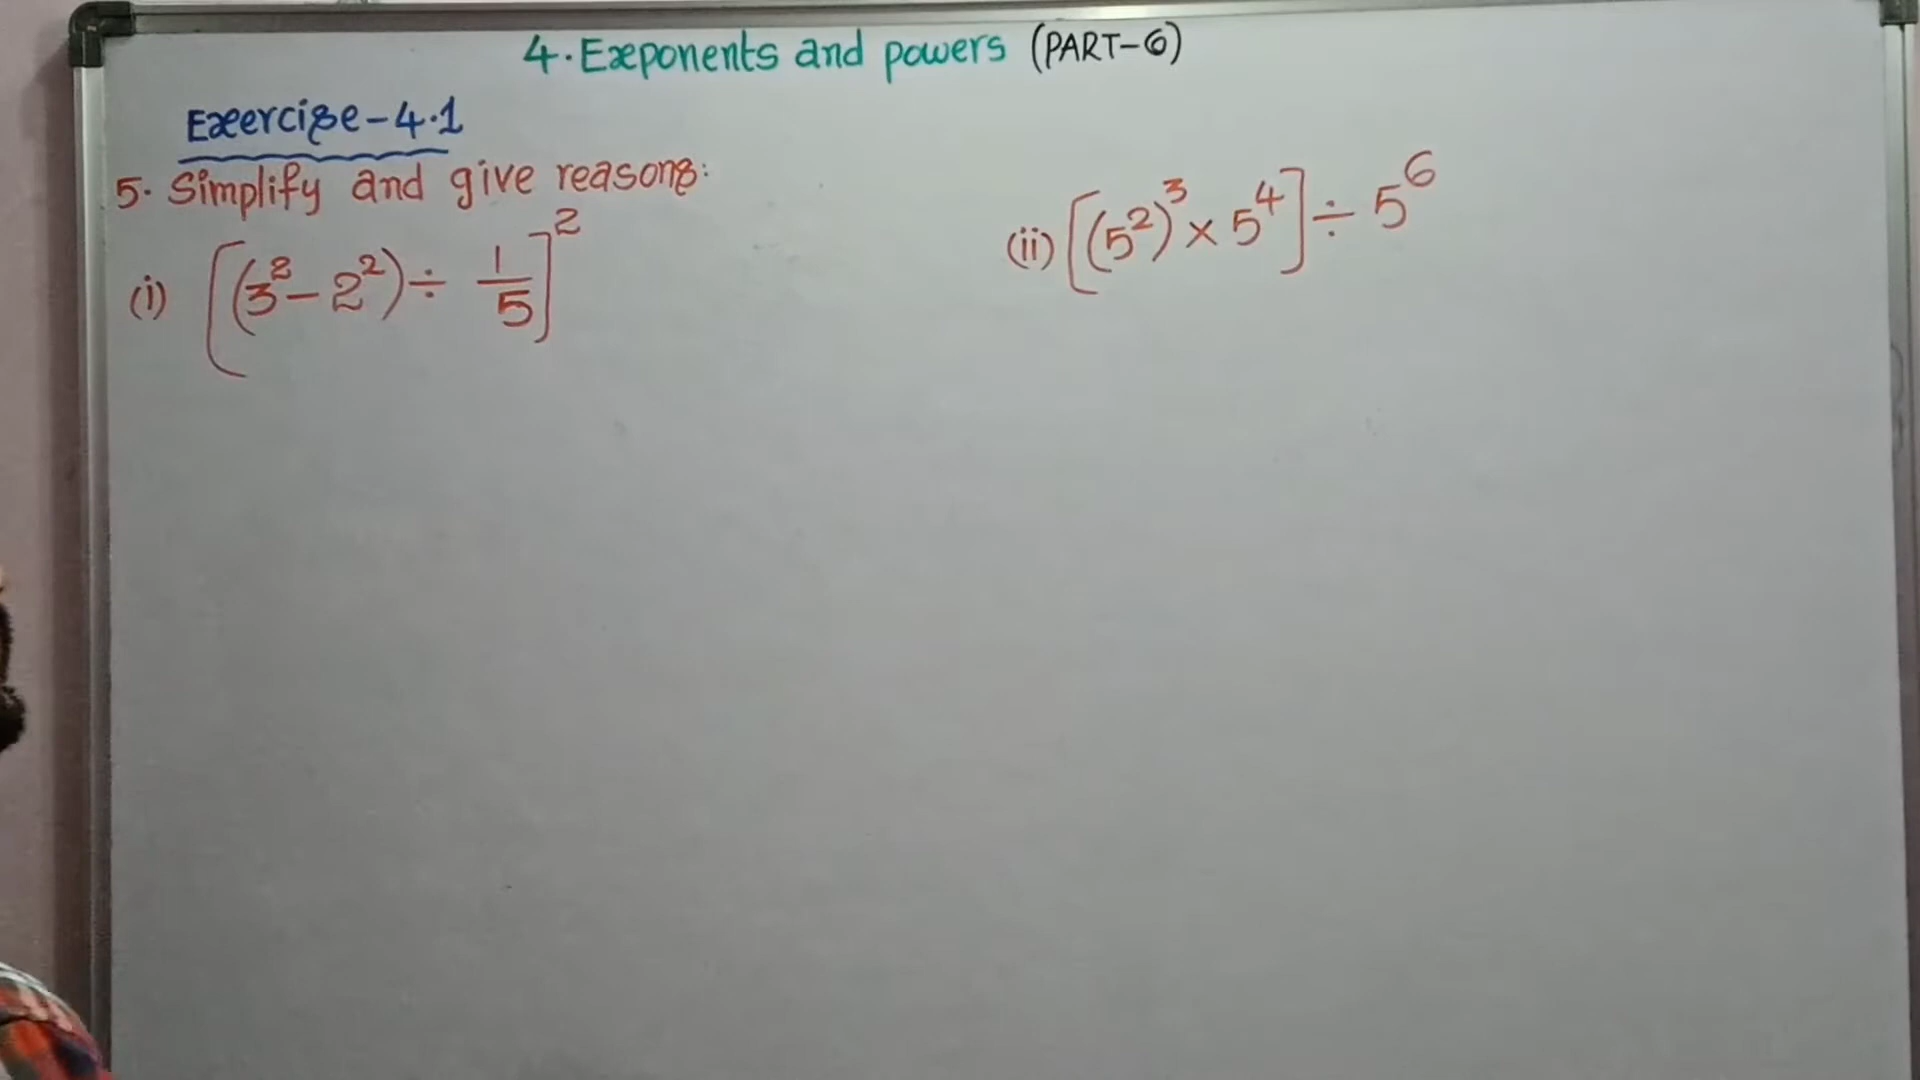 4. Exponents and powers (PART-6)
Exercise-4.1
5. Simplify and give reasons:
(i) [(3² - 2²) ÷ 1/5]²
(ii) [(5²)³ × 5⁴] ÷ 5⁶